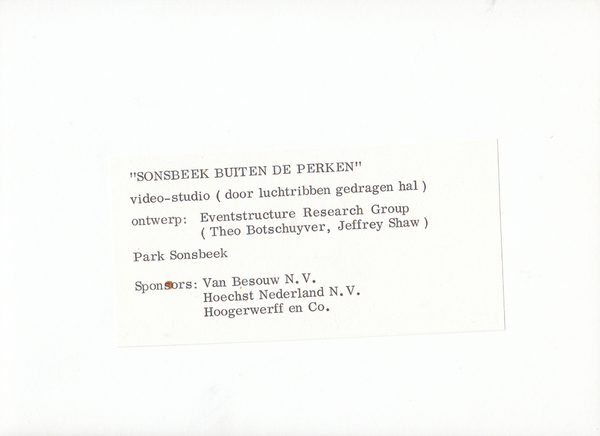 "SONSBEEK BUITEN DE PERKEN"
video-studio ( door luchtribben gedragen hal )
ontwerp: Eventstructure Research Group
( Theo Botschuyver, Jeffrey Shaw )
Park Sonsbeek
Sponsors: Van Besouw N.V.
Hoechst Nederland N.V.
Hoogerwerff en Co.